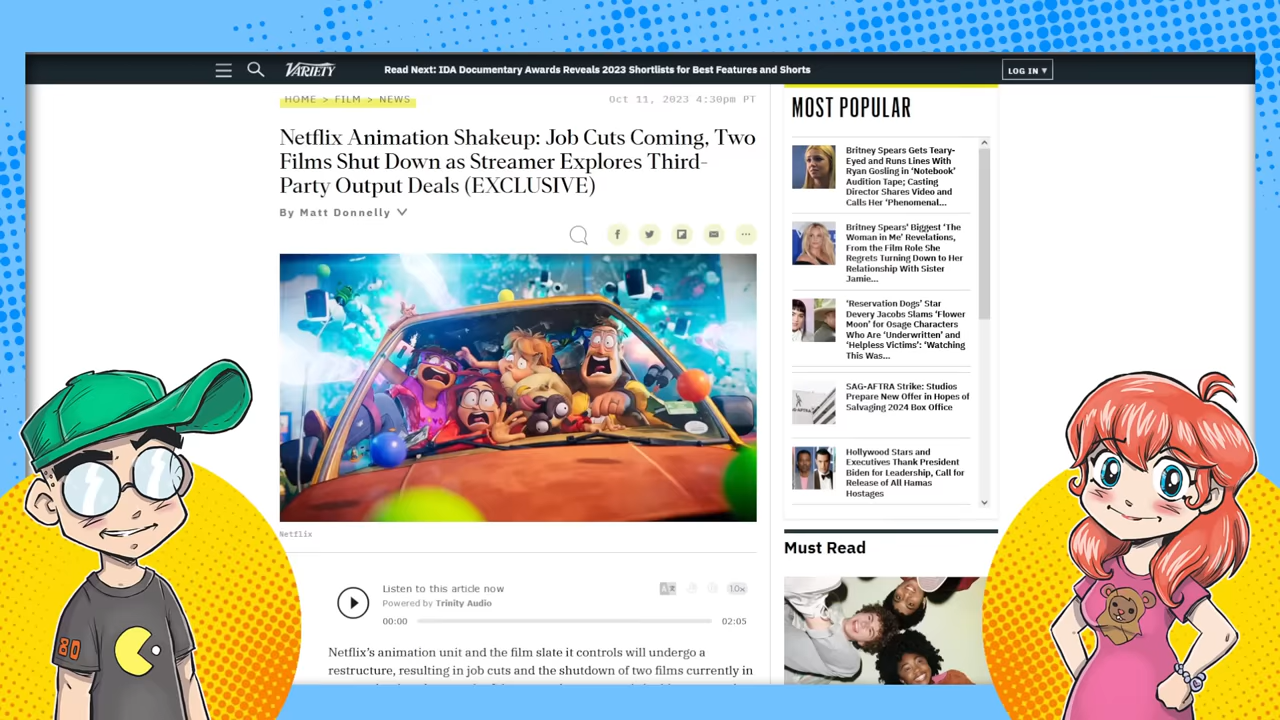 VARIETY
Read Next: IDA Documentary Awards Reveals 2023 Shortlists for Best Features and Shorts
LOG IN ▾
HOME > FILM > NEWS
Oct 11, 2023 4:30pm PT
Netflix Animation Shakeup: Job Cuts Coming, Two
Films Shut Down as Streamer Explores Third-
Party Output Deals (EXCLUSIVE)
By Matt Donnelly
Netflix
Listen to this article now
Powered by Trinity Audio
10x
00:00
02:05
Netflix's animation unit and the film slate it controls will undergo a
restructure, resulting in job cuts and the shutdown of two films currently in
MOST POPULAR
Britney Spears Gets Teary-
Eyed and Runs Lines With
Ryan Gosling in ‘Notebook’
Audition Tape; Casting
Director Shares Video and
Calls Her ‘Phenomenal...
Britney Spears’ Biggest ‘The
Woman in Me’ Revelations,
From the Film Role She
Regrets Turning Down to Her
Relationship With Sister
Jamie...
‘Reservation Dogs’ Star
Devery Jacobs Slams ‘Flower
Moon’ for Osage Characters
Who Are ‘Underwritten’ and
‘Helpless Victims’: ‘Watching
This Was...
SAG-AFTRA Strike: Studios
Prepare New Offer in Hopes of
Salvaging 2024 Box Office
Hollywood Stars and
Executives Thank President
Biden for Leadership, Call for
Release of All Hamas
Hostages
Must Read
80